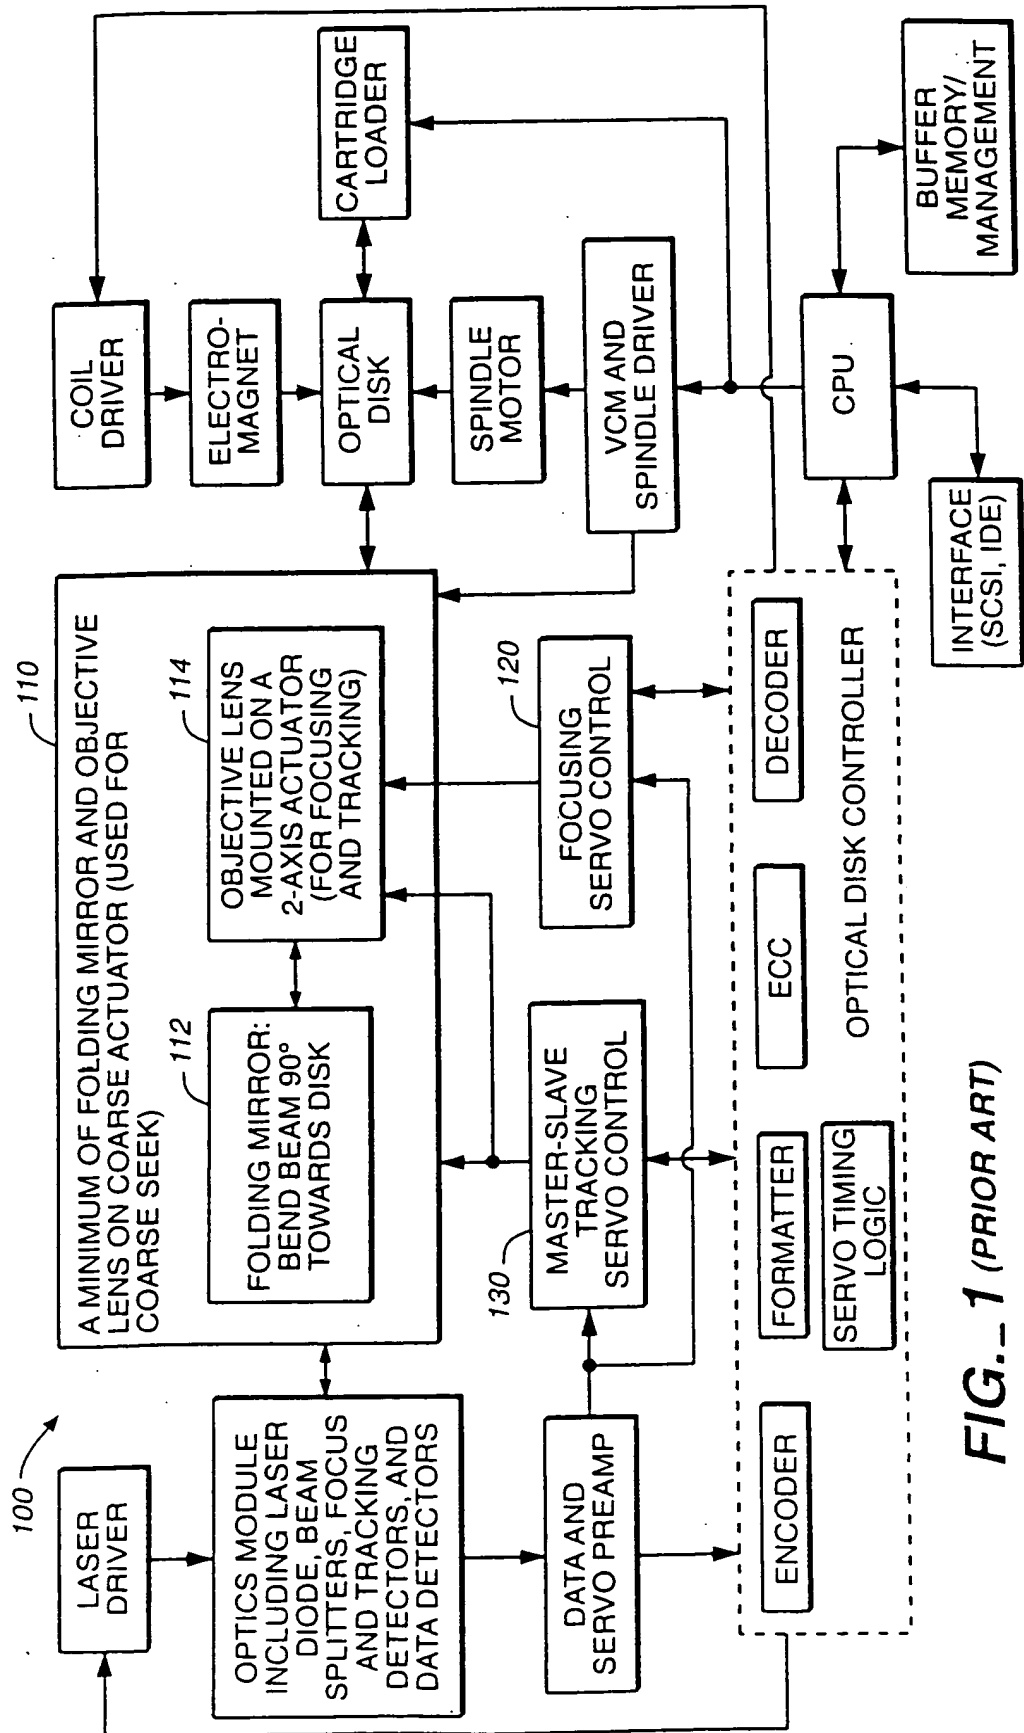 100
LASER
DRIVER
OPTICS MODULE
INCLUDING LASER
DIODE, BEAM
SPLITTERS, FOCUS
AND TRACKING
DETECTORS, AND
DATA DETECTORS
DATA AND
SERVO PREAMP
110
A MINIMUM OF FOLDING MIRROR AND OBJECTIVE
LENS ON COARSE ACTUATOR (USED FOR
COARSE SEEK)
112
FOLDING MIRROR:
BEND BEAM 90°
TOWARDS DISK
114
OBJECTIVE LENS
MOUNTED ON A
2-AXIS ACTUATOR
(FOR FOCUSING
AND TRACKING)
130
MASTER-SLAVE
TRACKING
SERVO CONTROL
120
FOCUSING
SERVO CONTROL
COIL
DRIVER
ELECTRO-
MAGNET
OPTICAL
DISK
SPINDLE
MOTOR
VCM AND
SPINDLE DRIVER
CARTRIDGE
LOADER
ENCODER
FORMATTER
SERVO TIMING
LOGIC
ECC
DECODER
OPTICAL DISK CONTROLLER
CPU
INTERFACE
(SCSI, IDE)
BUFFER
MEMORY/
MANAGEMENT
FIG._1 (PRIOR ART)